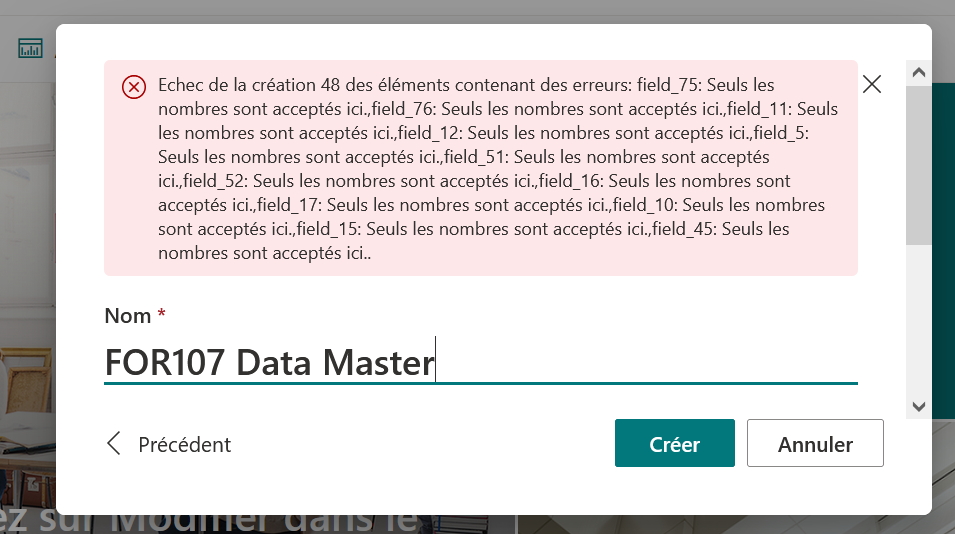 Echec de la création 48 des éléments contenant des erreurs: field_75: Seuls les
nombres sont acceptés ici.,field_76: Seuls les nombres sont acceptés ici.,field_11: Seuls
les nombres sont acceptés ici.,field_12: Seuls les nombres sont acceptés ici.,field_5:
Seuls les nombres sont acceptés ici.,field_51: Seuls les nombres sont acceptés
ici.,field_52: Seuls les nombres sont acceptés ici.,field_16: Seuls les nombres sont
acceptés ici.,field_17: Seuls les nombres sont acceptés ici.,field_10: Seuls les nombres
sont acceptés ici.,field_15: Seuls les nombres sont acceptés ici.,field_45: Seuls les
nombres sont acceptés ici..
Nom *
FOR107 Data Master
Précédent
Créer
Annuler
ez sur Modifier dans le